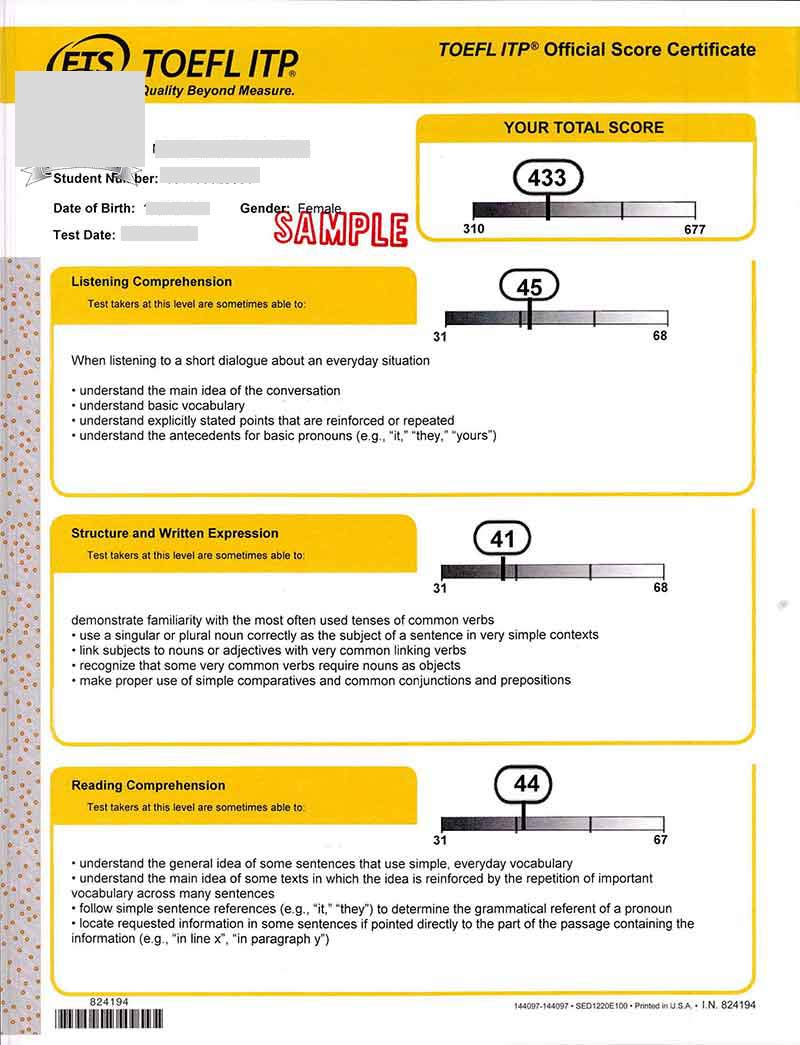 ETS TOEFL ITP®
TOEFL ITP® Official Score Certificate
Quality Beyond Measure.
YOUR TOTAL SCORE
433
310 677
Student Number:
Date of Birth:
Gender: Female
Test Date:
SAMPLE
Listening Comprehension
Test takers at this level are sometimes able to:
45
31 68
When listening to a short dialogue about an everyday situation
• understand the main idea of the conversation
• understand basic vocabulary
• understand explicitly stated points that are reinforced or repeated
• understand the antecedents for basic pronouns (e.g., “it,” “they,” “yours”)
Structure and Written Expression
Test takers at this level are sometimes able to:
41
31 68
demonstrate familiarity with the most often used tenses of common verbs
• use a singular or plural noun correctly as the subject of a sentence in very simple contexts
• link subjects to nouns or adjectives with very common linking verbs
• recognize that some very common verbs require nouns as objects
• make proper use of simple comparatives and common conjunctions and prepositions
Reading Comprehension
Test takers at this level are sometimes able to:
44
31 67
• understand the general idea of some sentences that use simple, everyday vocabulary
• understand the main idea of some texts in which the idea is reinforced by the repetition of important
vocabulary across many sentences
• follow simple sentence references (e.g., “it,” “they”) to determine the grammatical referent of a pronoun
• locate requested information in some sentences if pointed directly to the part of the passage containing the
information (e.g., “in line x”, “in paragraph y”)
824194
144097-144097 • SED1220E100 • Printed in U.S.A. • I.N. 824194